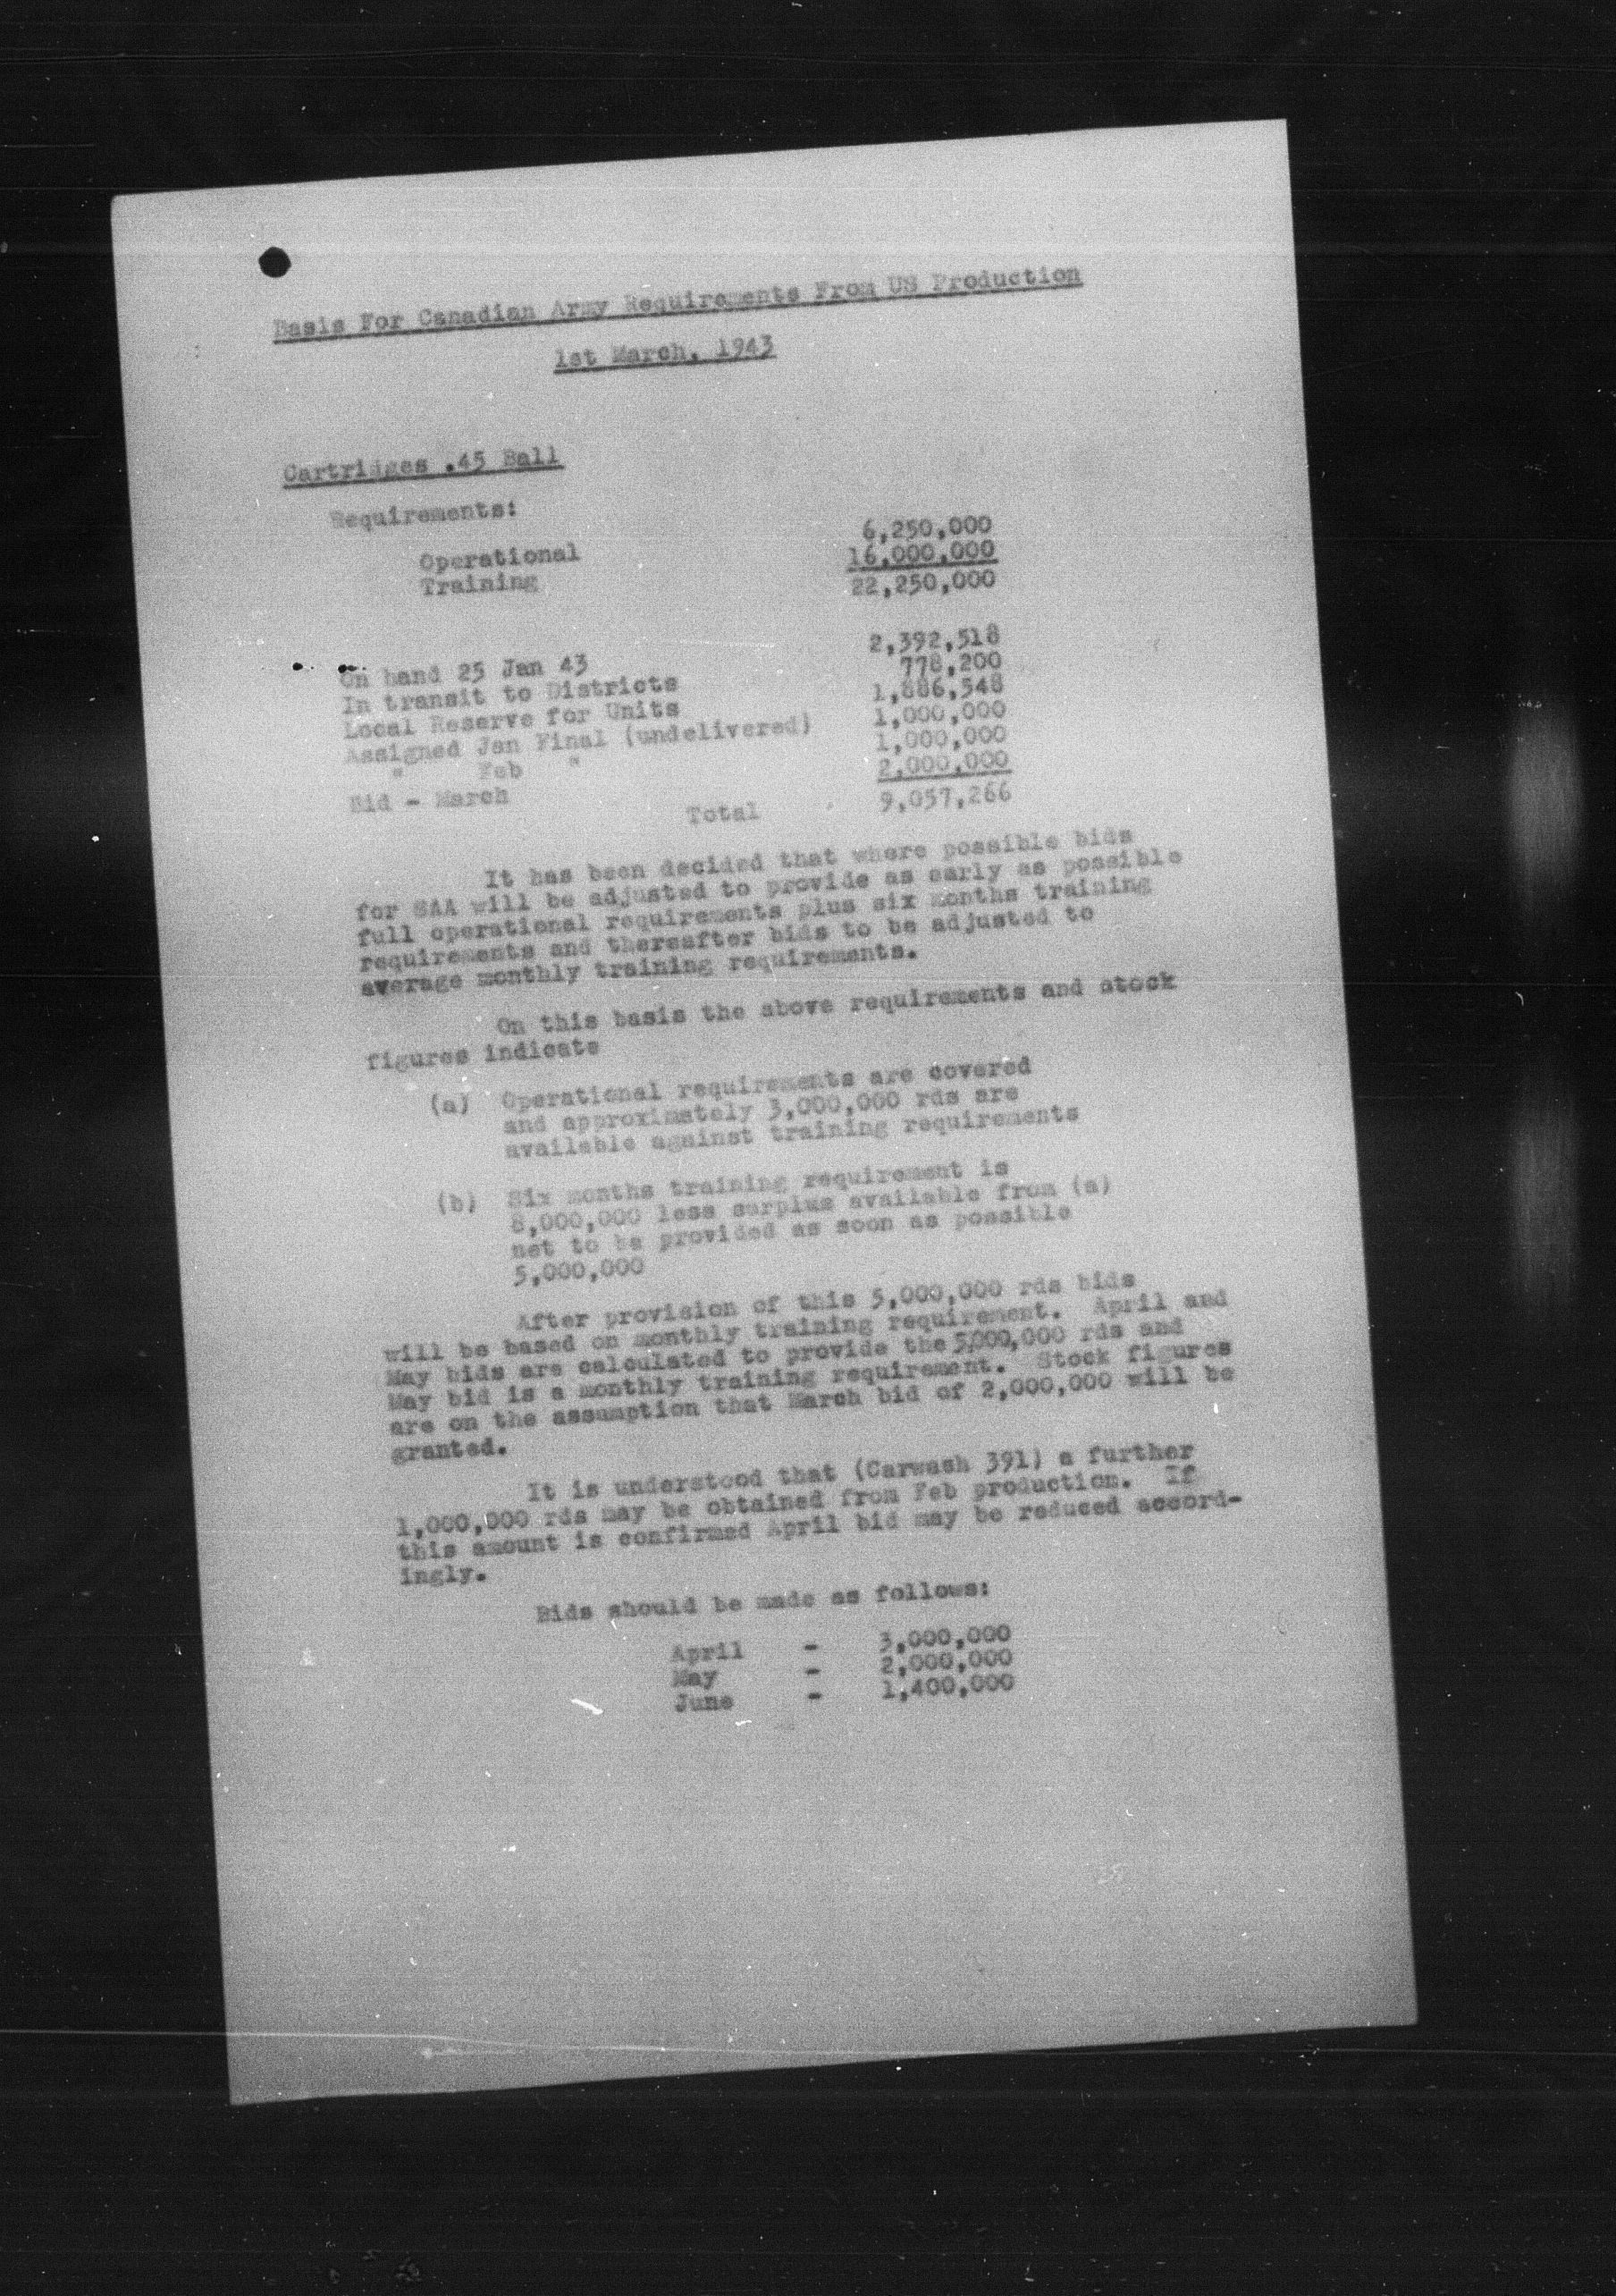 Basis For Canadian Army Requirements From US Production
1st March, 1943
Cartridges .45 Ball
Requirements:
Operational 6,250,000
Training 16,000,000
22,250,000
On hand 25 Jan 43 2,392,518
In transit to Districts 778,200
Local Reserve for Units 1,886,548
Assigned Jan Final (undelivered) 1,000,000
" Feb " 1,000,000
Bid - March 2,000,000
Total 9,057,266
It has been decided that where possible bids
for SAA will be adjusted to provide as early as possible
full operational requirements plus six months training
requirements and thereafter bids to be adjusted to
average monthly training requirements.
On this basis the above requirements and stock
figures indicate
(a) Operational requirements are covered
and approximately 3,000,000 rds are
available against training requirements
(b) Six months training requirement is
8,000,000 less surplus available from (a)
net to be provided as soon as possible
5,000,000
After provision of this 5,000,000 rds bids
will be based on monthly training requirement. April and
May bids are calculated to provide the 5,000,000 rds and
May bid is a monthly training requirement. Stock figures
are on the assumption that March bid of 2,000,000 will be
granted.
It is understood that (Carwash 391) a further
1,000,000 rds may be obtained from Feb production. If
this amount is confirmed April bid may be reduced accord-
ingly.
Bids should be made as follows:
April - 3,000,000
May - 2,000,000
June - 1,400,000